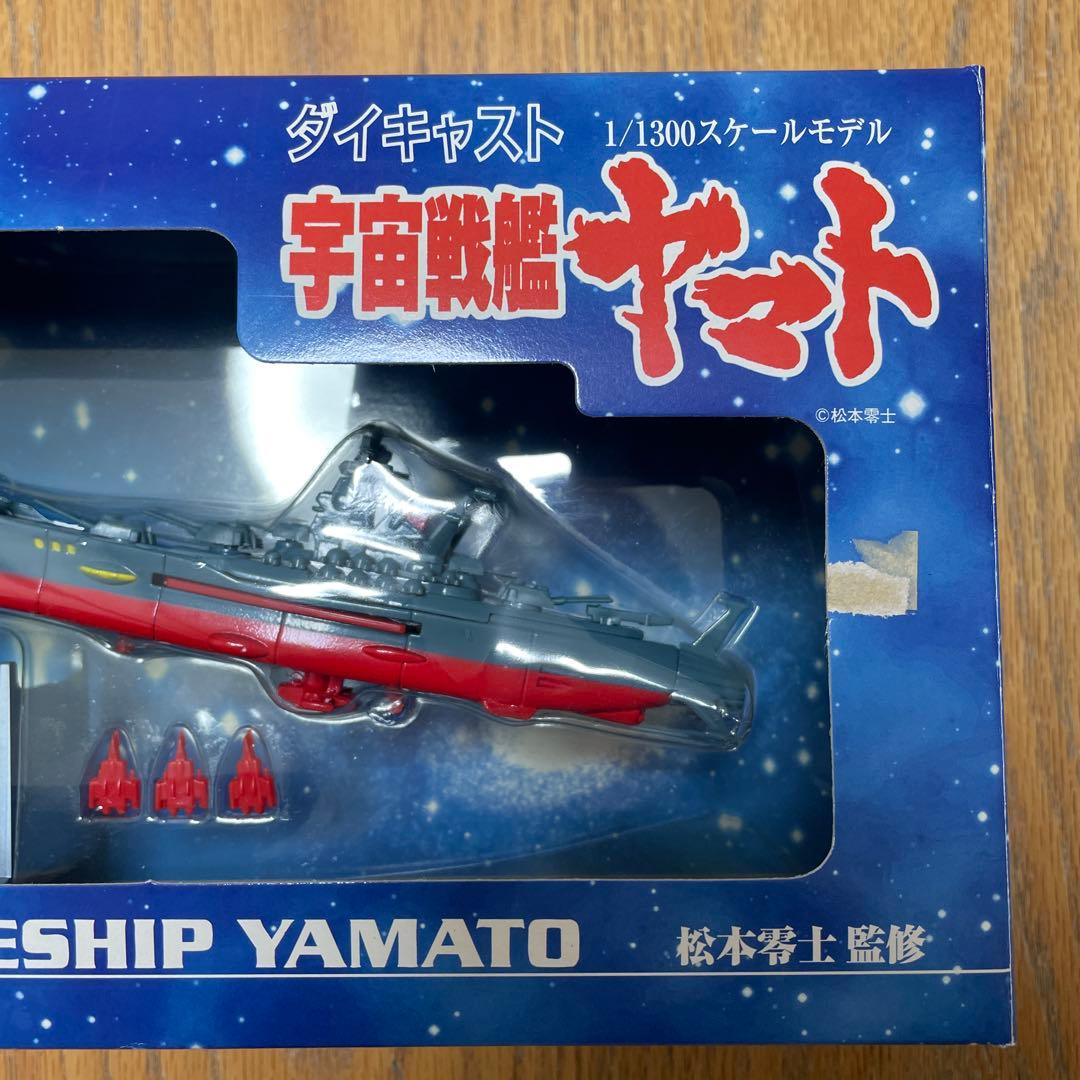 ダイキャスト 1/1300スケールモデル
宇宙戦艦ヤマト
©松本零士
ESHIP YAMATO
松本零士 監修